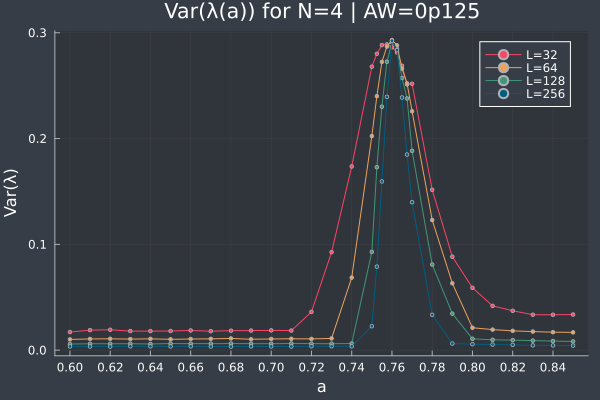 Var(λ(a)) for N=4 | AW=0p125
Var(λ)
0.3
0.2
0.1
0.0
L=32
L=64
L=128
L=256
0.60 0.62 0.64 0.66 0.68 0.70 0.72 0.74 0.76 0.78 0.80 0.82 0.84
a